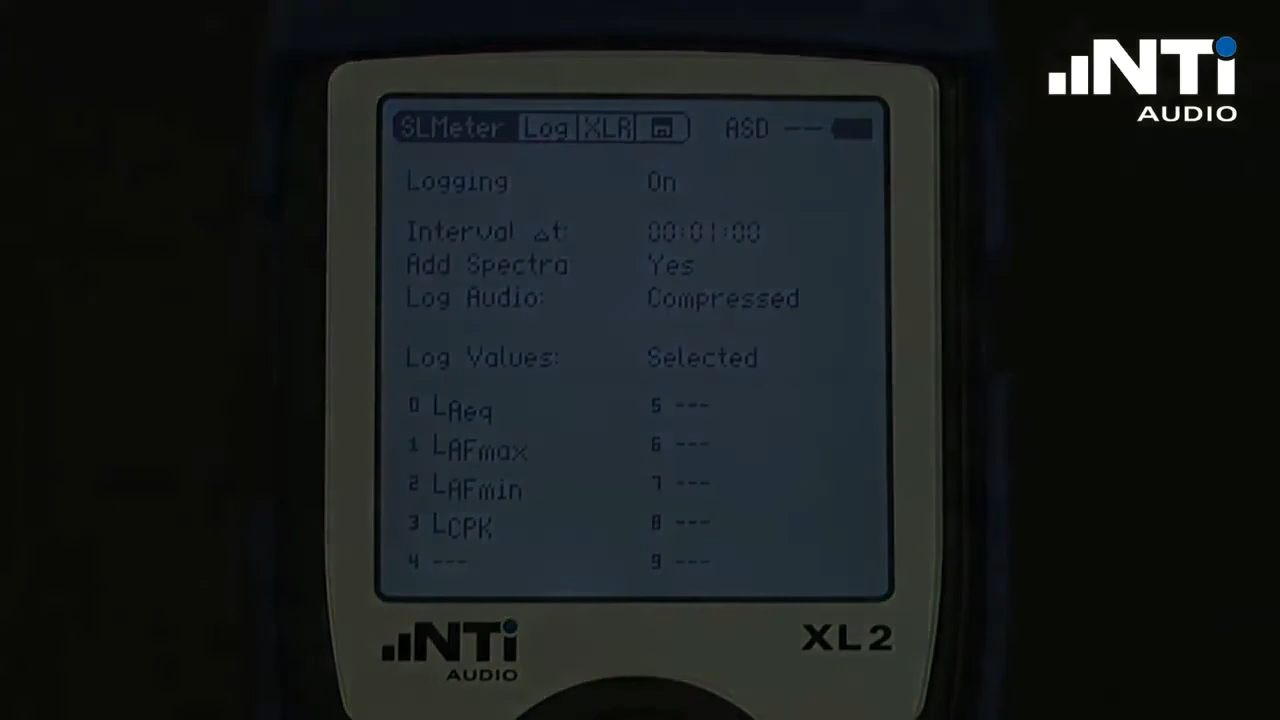 NTi
AUDIO
SLMeter Log XLR ASD
Logging On
Interval Δt: 00:01:00
Add Spectra Yes
Log Audio: Compressed
Log Values: Selected
0 LAeq 5 ---
1 LAFmax 6 ---
2 LAFmin 7 ---
3 LCPK 8 ---
4 --- 9 ---
NTi
AUDIO
XL2